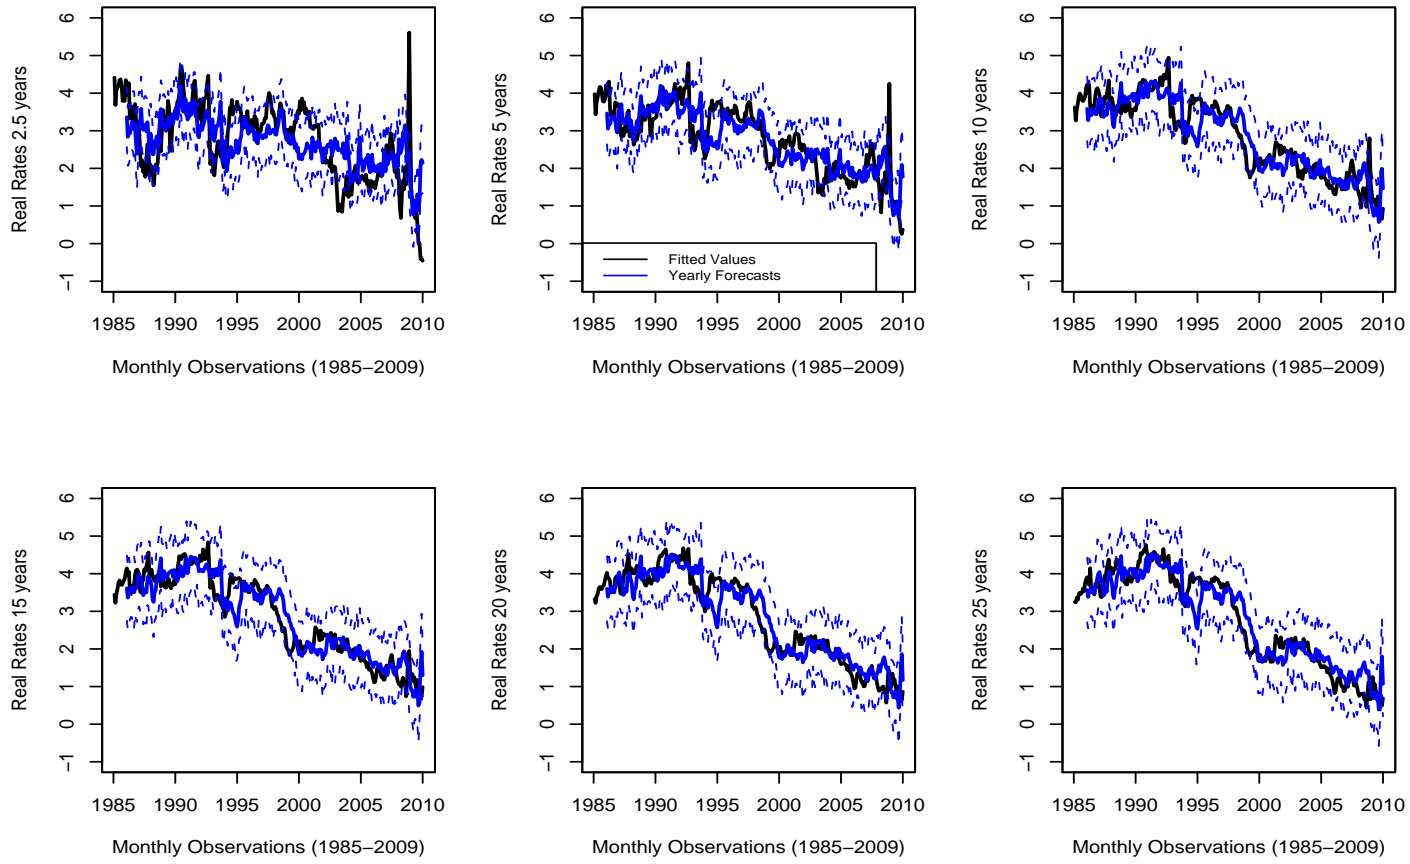 Real Rates 2.5 years
6
5
4
3
2
1
0
−1
1985 1990 1995 2000 2005 2010
Monthly Observations (1985−2009)
Real Rates 5 years
6
5
4
3
2
1
0
−1
Fitted Values
Yearly Forecasts
1985 1990 1995 2000 2005 2010
Monthly Observations (1985−2009)
Real Rates 10 years
6
5
4
3
2
1
0
−1
1985 1990 1995 2000 2005 2010
Monthly Observations (1985−2009)
Real Rates 15 years
6
5
4
3
2
1
0
−1
1985 1990 1995 2000 2005 2010
Monthly Observations (1985−2009)
Real Rates 20 years
6
5
4
3
2
1
0
−1
1985 1990 1995 2000 2005 2010
Monthly Observations (1985−2009)
Real Rates 25 years
6
5
4
3
2
1
0
−1
1985 1990 1995 2000 2005 2010
Monthly Observations (1985−2009)